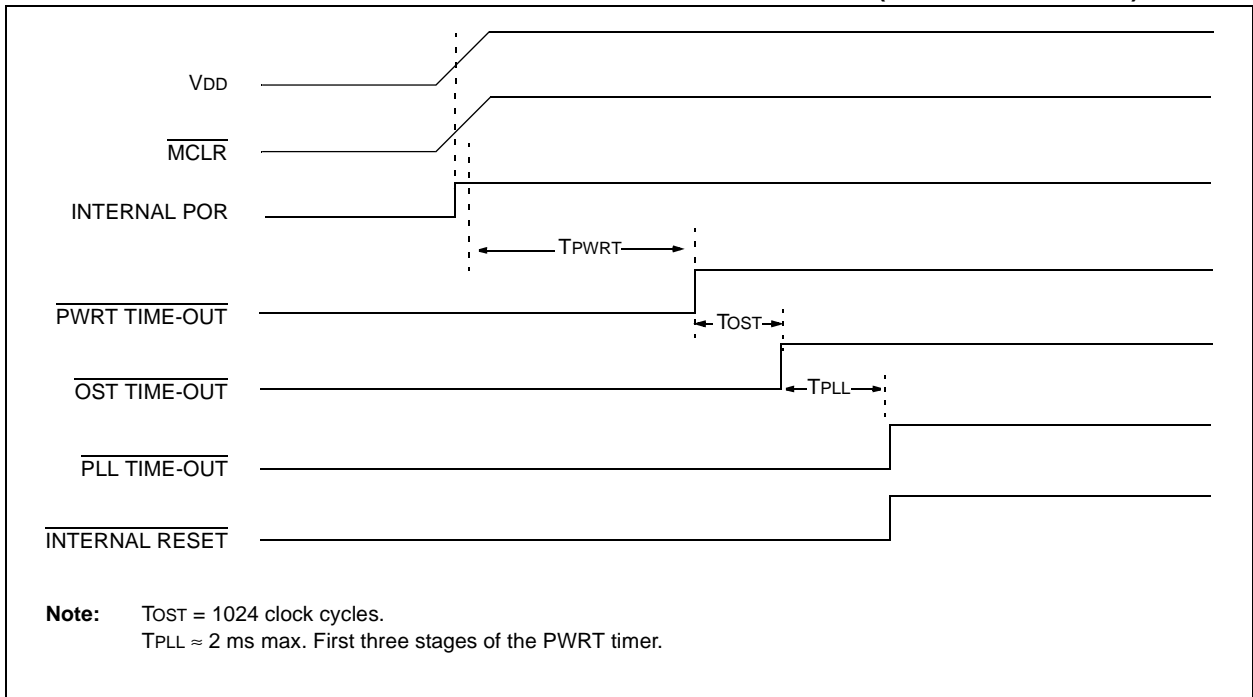 VDD
MCLR
INTERNAL POR
TPWRT
PWRT TIME-OUT
TOST
OST TIME-OUT
TPLL
PLL TIME-OUT
INTERNAL RESET
Note: TOST = 1024 clock cycles.
TPLL ≈ 2 ms max. First three stages of the PWRT timer.